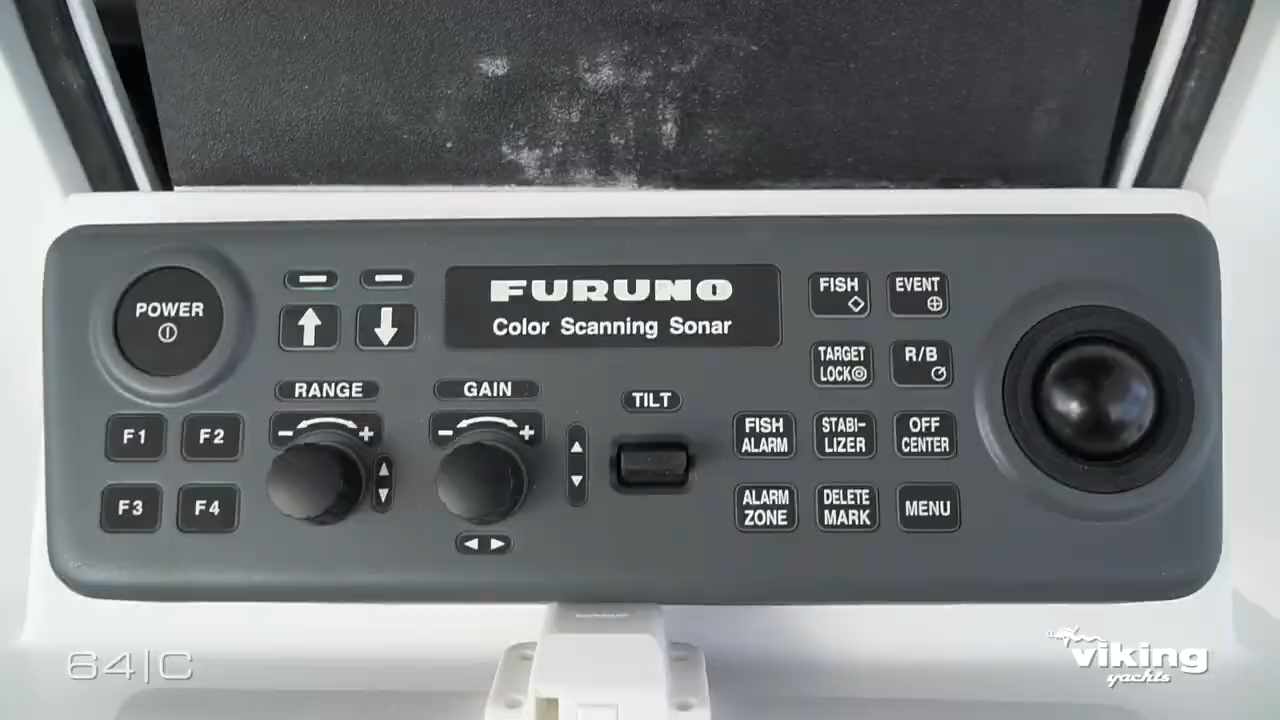 FURUNO
Color Scanning Sonar
POWER
RANGE
GAIN
TILT
F1
F2
F3
F4
FISH
EVENT
TARGET
LOCK
R/B
FISH
ALARM
STABI-
LIZER
OFF
CENTER
ALARM
ZONE
DELETE
MARK
MENU
64|C
viking
yachts